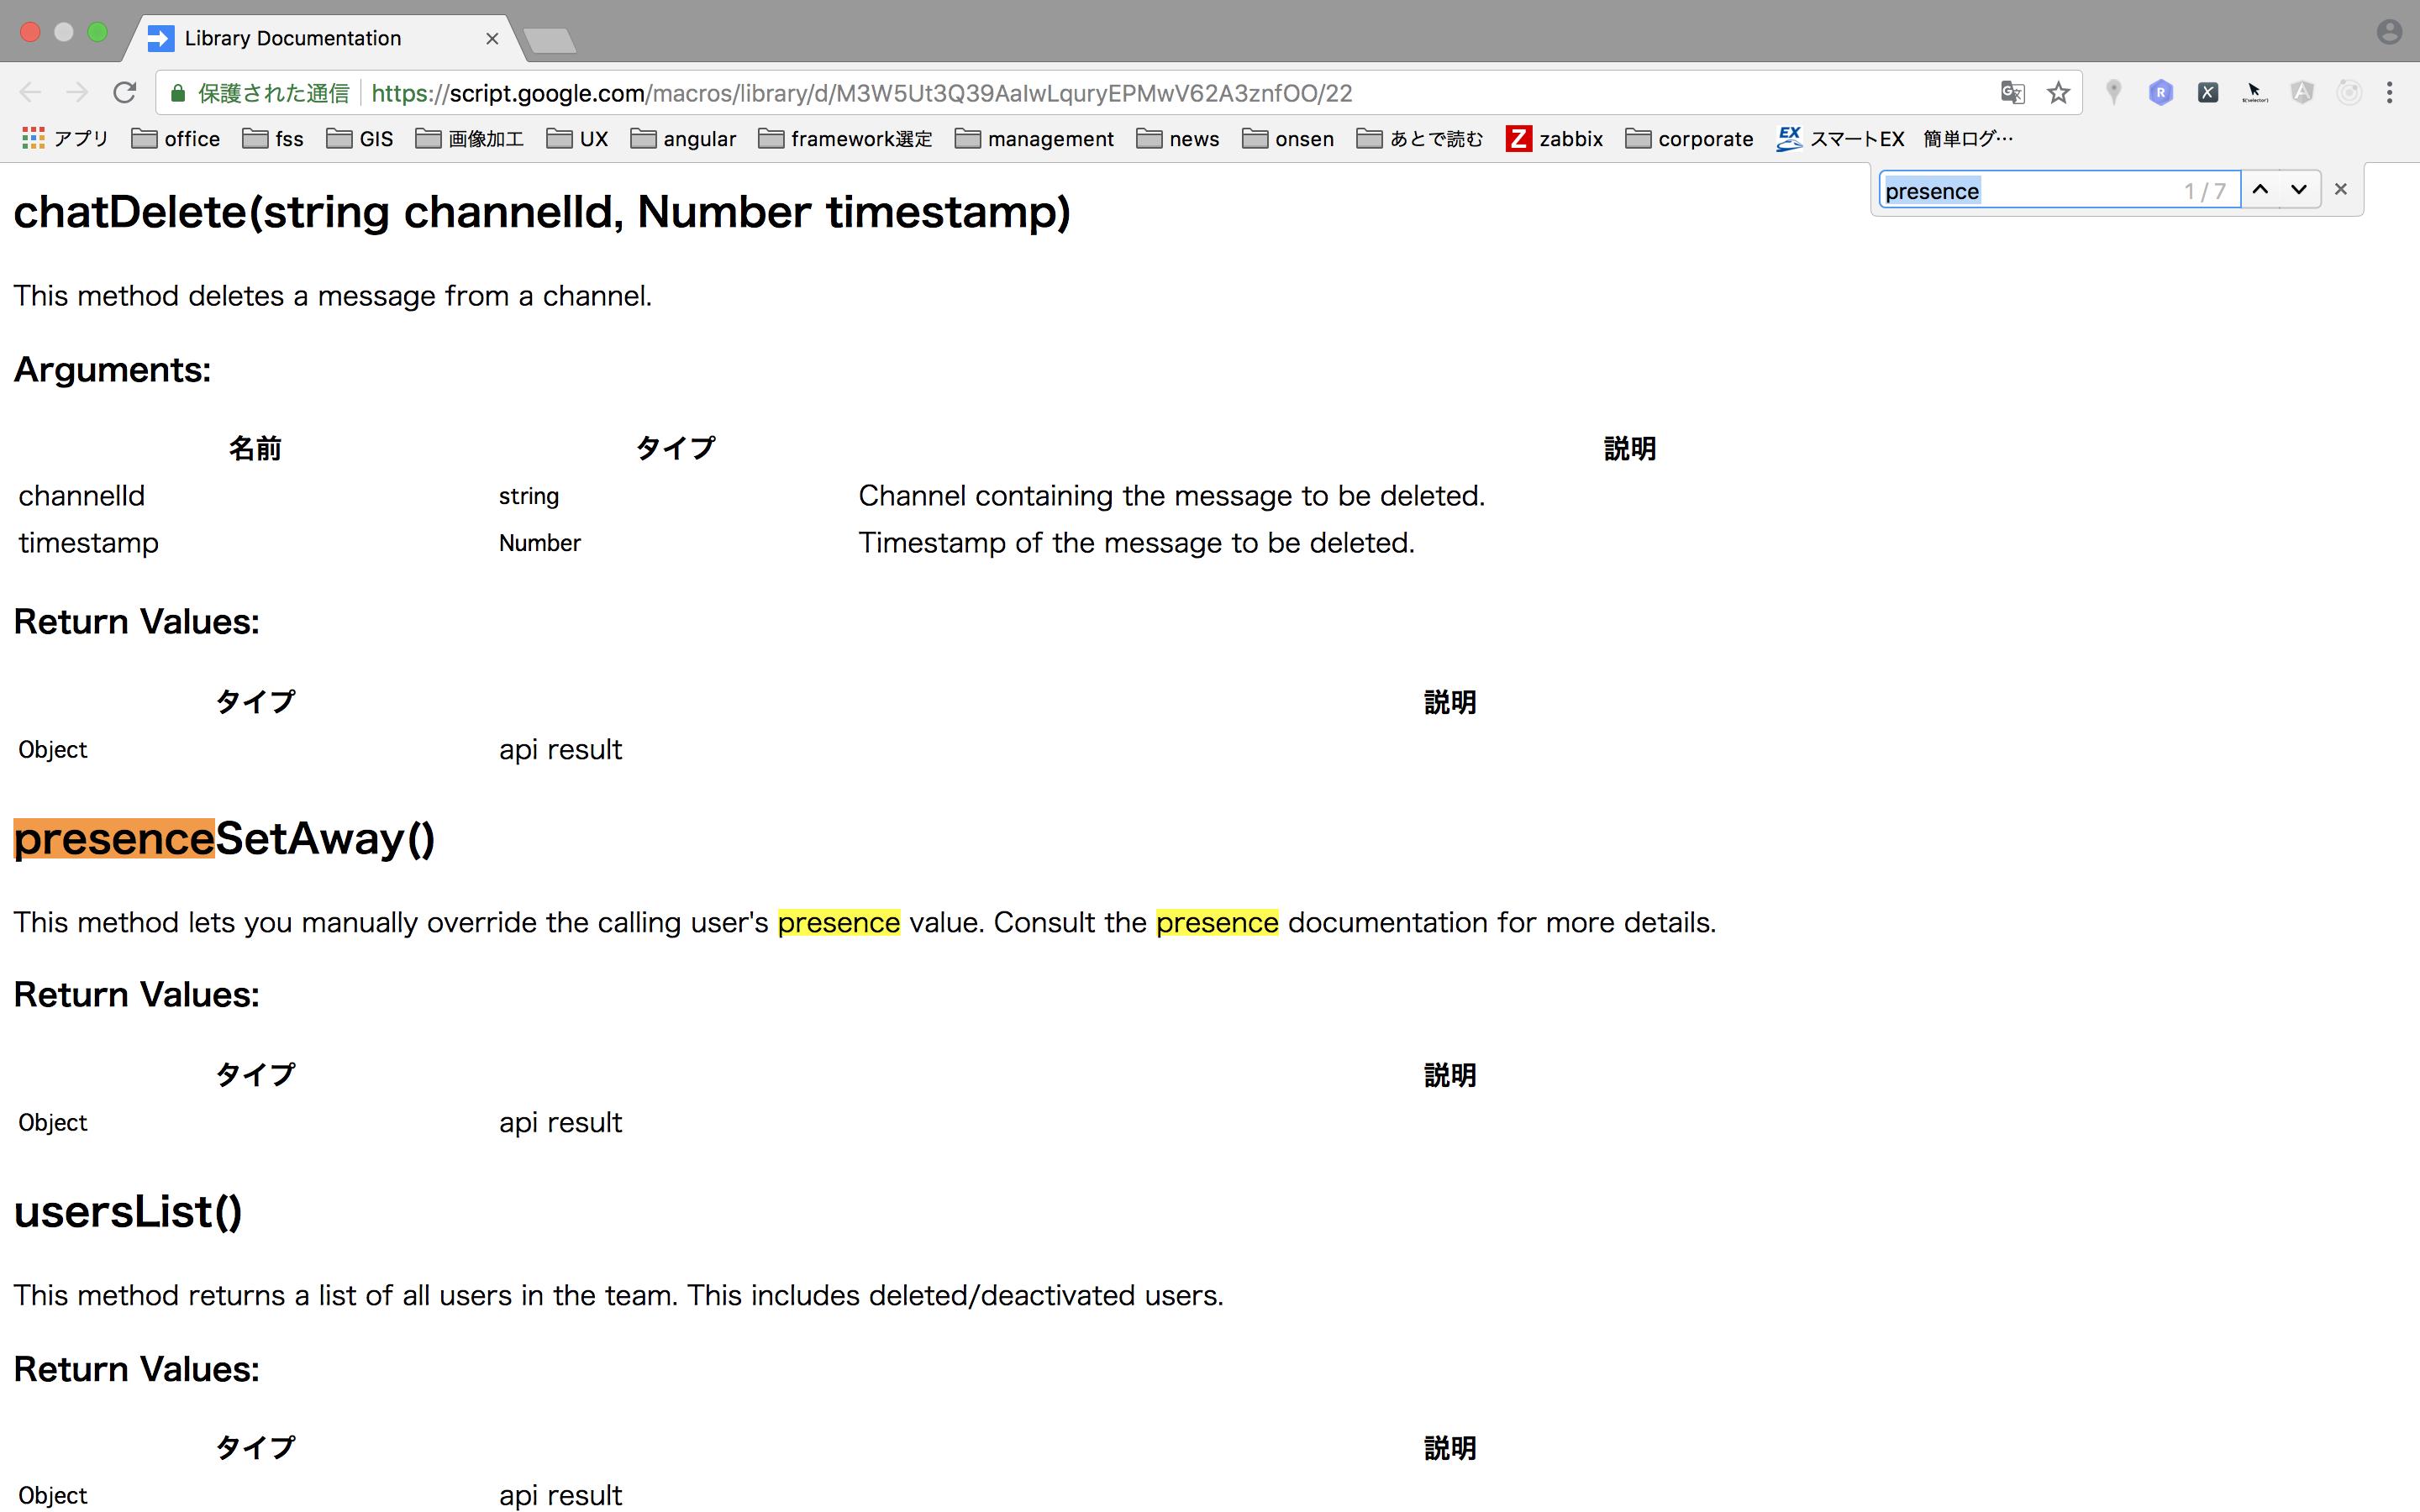 Library Documentation
保護された通信 https://script.google.com/macros/library/d/M3W5Ut3Q39AaIwLquryEPMwV62A3znfOO/22
アプリ office fss GIS 画像加工 UX angular framework選定 management news onsen あとで読む Z zabbix corporate EX スマートEX 簡単ログ…
presence 1/7
chatDelete(string channelId, Number timestamp)
This method deletes a message from a channel.
Arguments:
名前 タイプ 説明
channelId string Channel containing the message to be deleted.
timestamp Number Timestamp of the message to be deleted.
Return Values:
タイプ 説明
Object api result
presenceSetAway()
This method lets you manually override the calling user's presence value. Consult the presence documentation for more details.
Return Values:
タイプ 説明
Object api result
usersList()
This method returns a list of all users in the team. This includes deleted/deactivated users.
Return Values:
タイプ 説明
Object api result